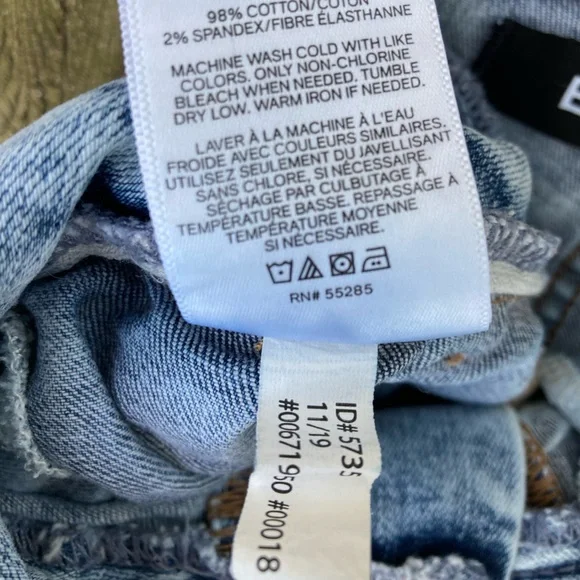 98% COTTON/COTON
2% SPANDEX/FIBRE ÉLASTHANNE
MACHINE WASH COLD WITH LIKE
COLORS. ONLY NON-CHLORINE
BLEACH WHEN NEEDED. TUMBLE
DRY LOW. WARM IRON IF NEEDED.
LAVER À LA MACHINE À L'EAU
FROIDE AVEC COULEURS SIMILAIRES.
UTILISEZ SEULEMENT DU JAVELLISANT
SANS CHLORE, SI NÉCESSAIRE.
SÉCHAGE PAR CULBUTAGE À
TEMPÉRATURE BASSE. REPASSAGE À
TEMPÉRATURE MOYENNE
SI NÉCESSAIRE.
RN# 55285
ID# 5735
11/19
#00671950 #00018